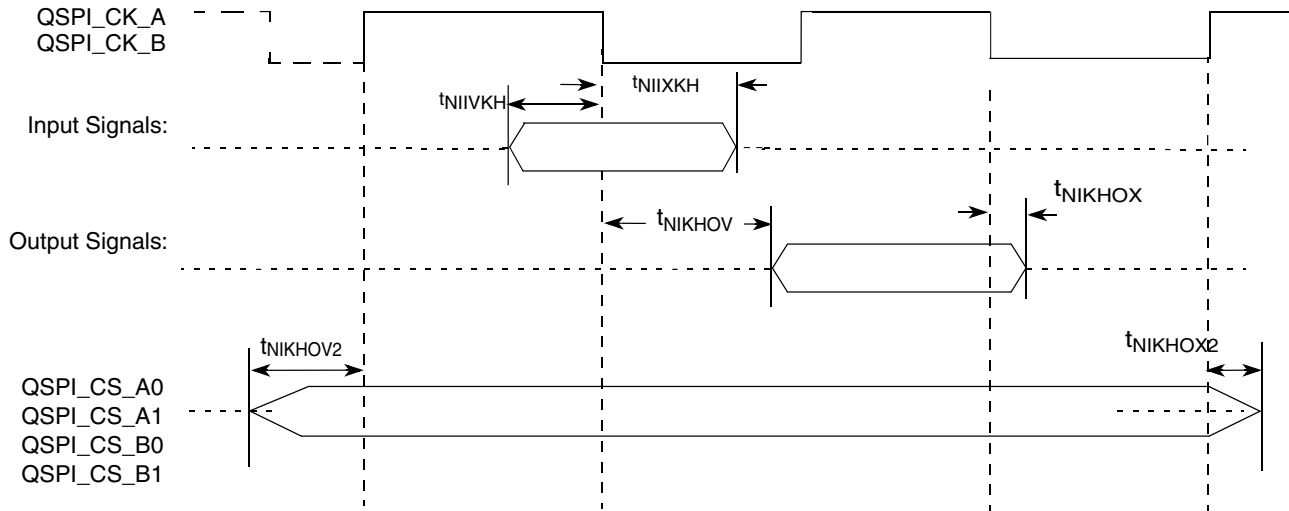 QSPI_CK_A
QSPI_CK_B
tNIIXKH
tNIIVKH
Input Signals:
tNIKHOX
tNIKHOV
Output Signals:
tNIKHOV2
tNIKHOX2
QSPI_CS_A0
QSPI_CS_A1
QSPI_CS_B0
QSPI_CS_B1